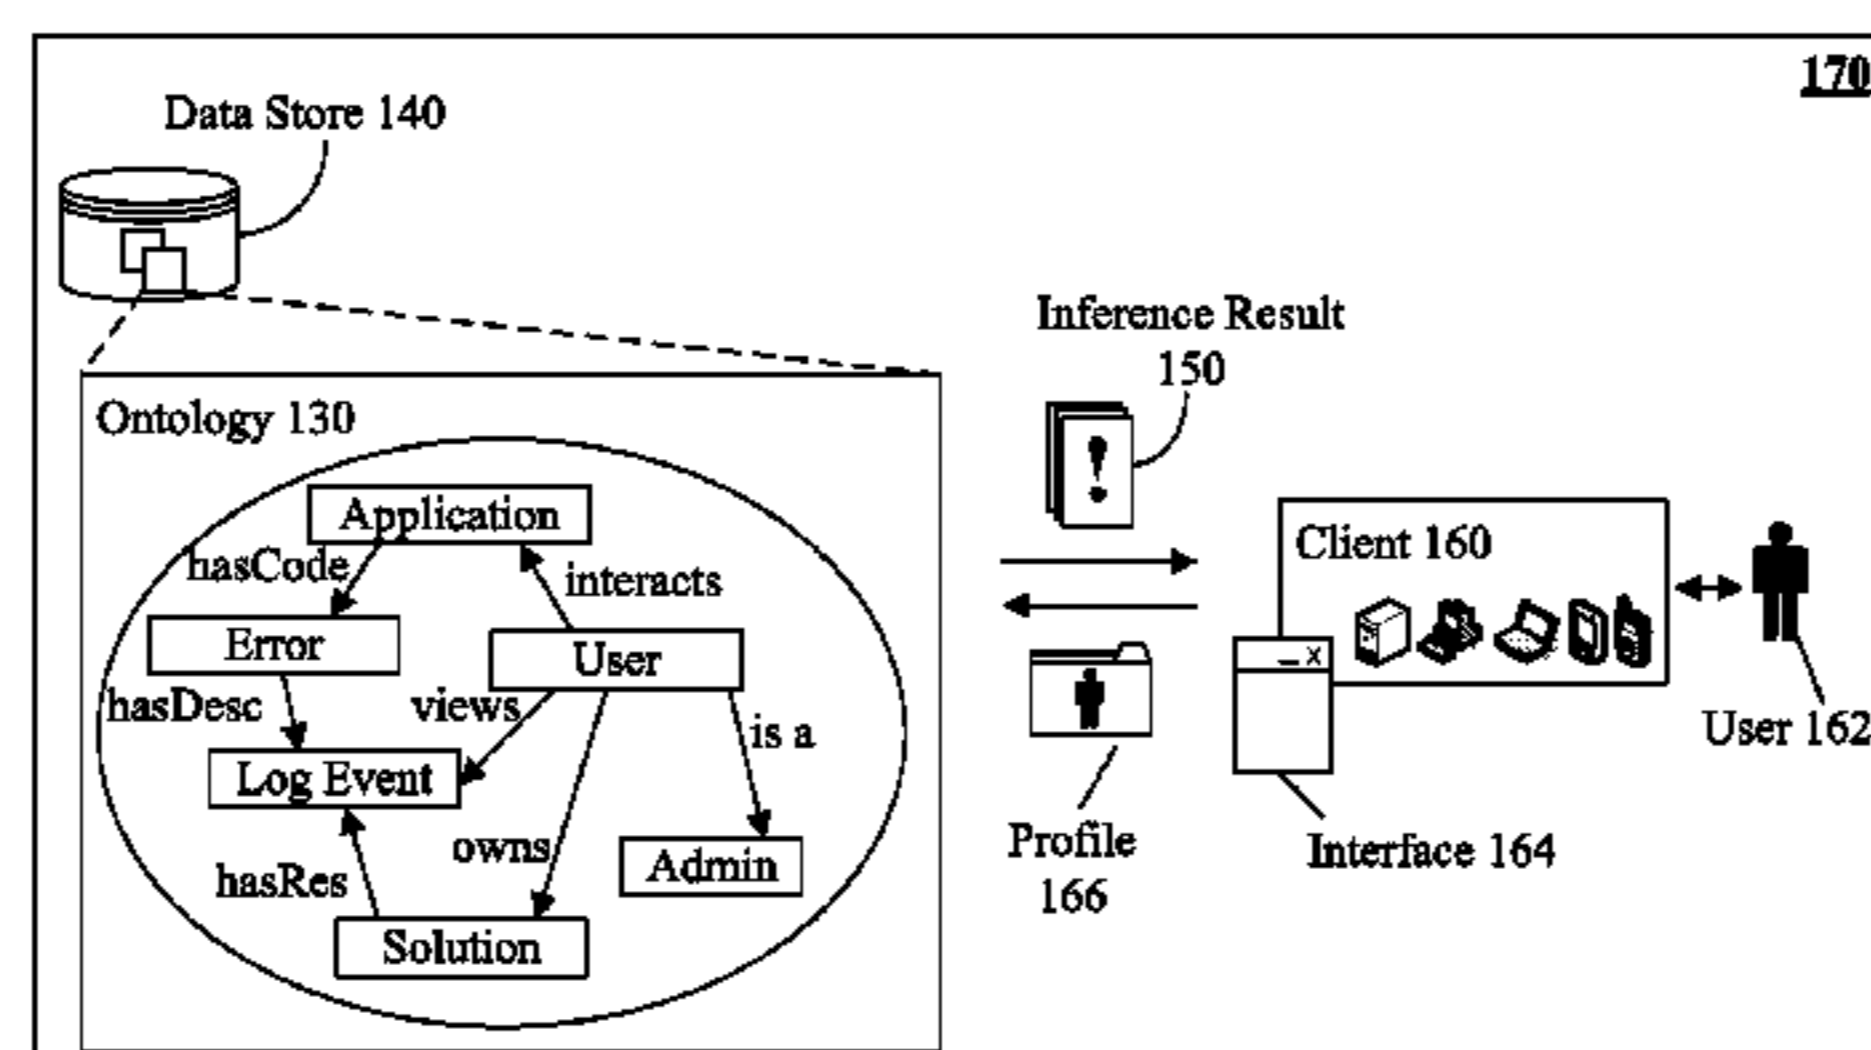 170
Data Store 140
Inference Result
150
Ontology 130
Application
hasCode
interacts
Client 160
Error
User
hasDesc
views
is a
User 162
Log Event
owns
Admin
Profile
166
Interface 164
hasRes
Solution